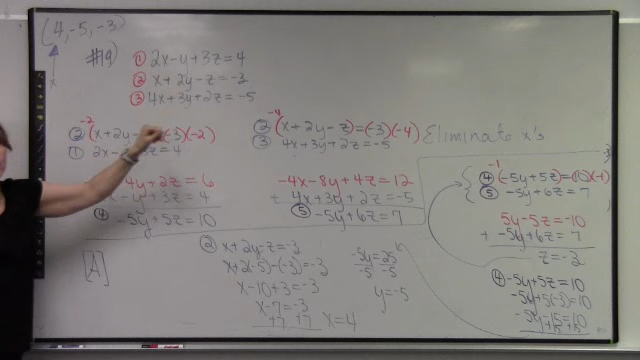 (4,-5,-3)
x
#19) ① 2x-y+3z=4
② x+2y-z=-3
③ 4x+3y+2z=-5
-2
② (x+2y- (-3)(-2)
① 2x- 3z=4
4y+2z=6
-y+3z=4
④ -5y+5z=10
-4
② (x+2y-z)=(-3)(-4)
③ 4x+3y+2z=-5
-4x-8y+4z=12
+ 4x+3y+2z=-5
⑤ -5y+6z=7
Eliminate x's
-1
④ (-5y+5z)=(10)(-1)
⑤ -5y+6z=7
5y-5z=-10
+ -5y+6z=7
z=-3
④ -5y+5z=10
-5y+5(-3)=10
-5y-15=10
-5y=25
-5 -5
y=-5
[A]
② x+2y-z=-3
x+2(-5)-(-3)=-3
x-10+3=-3
x-7=-3
+7 +7
x=4